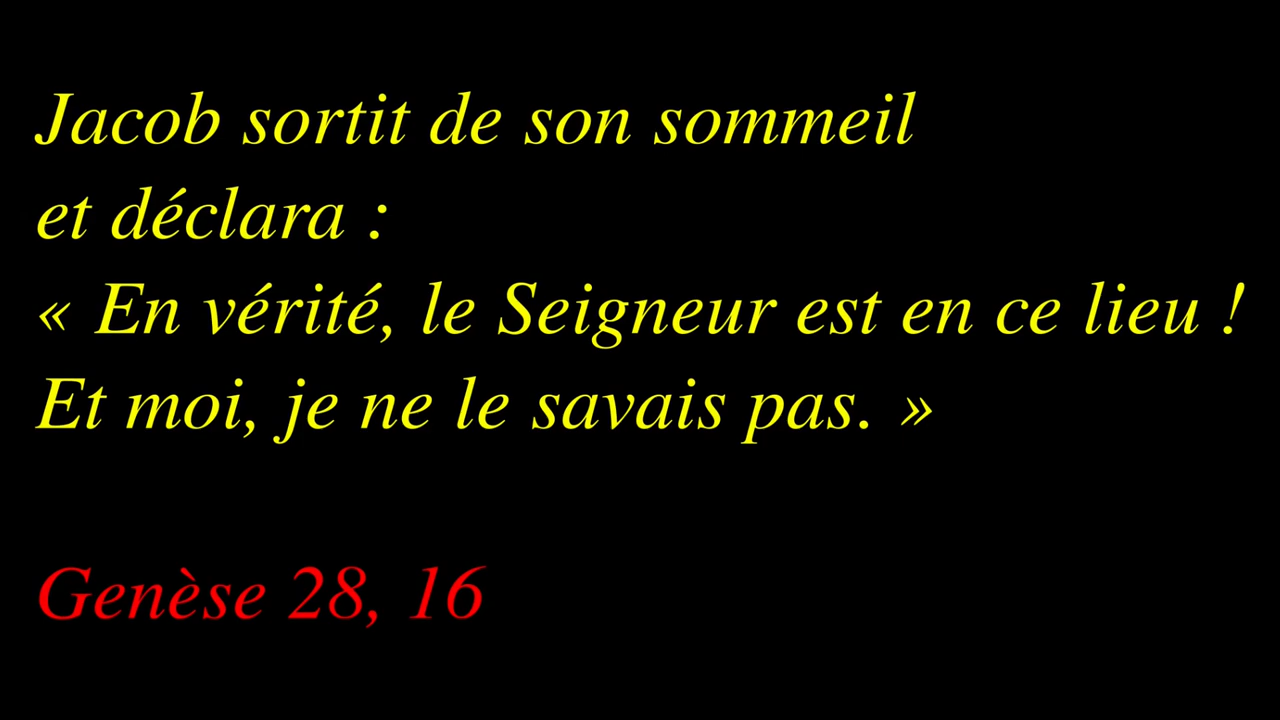 Jacob sortit de son sommeil
et déclara :
« En vérité, le Seigneur est en ce lieu !
Et moi, je ne le savais pas. »
Genèse 28, 16